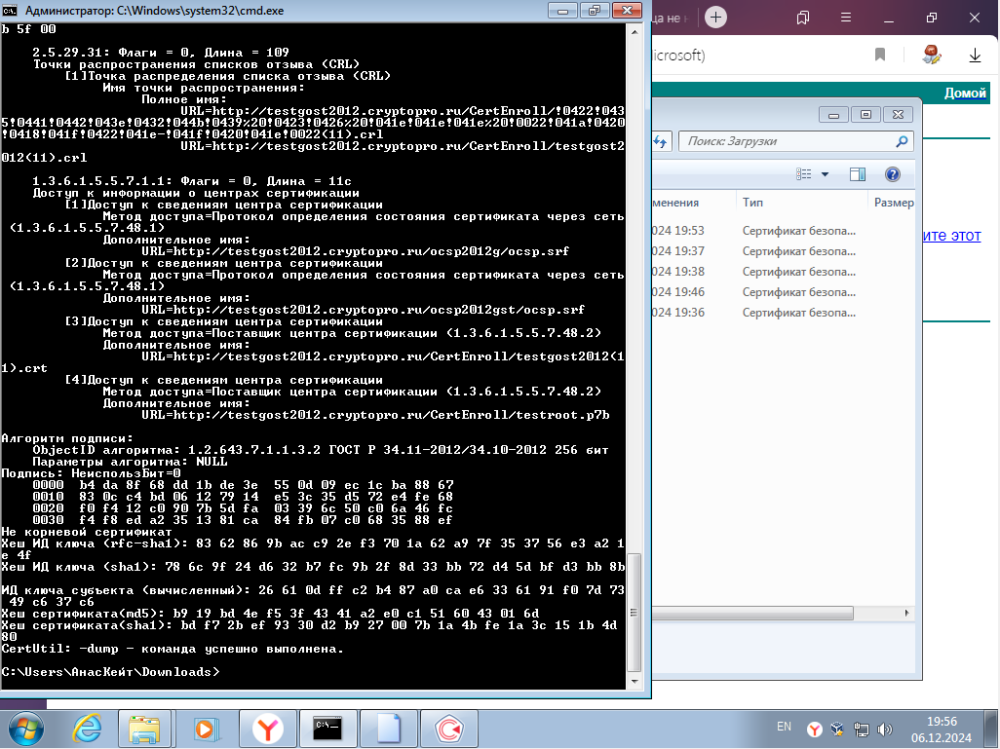 Администратор: C:\Windows\system32\cmd.exe
b 5f 00
2.5.29.31: Флаги = 0, Длина = 109
Точки распространения списков отзыва (CRL)
[1]Точка распределения списка отзыва (CRL)
Имя точки распространения:
Полное имя:
URL=http://testgost2012.cryptopro.ru/CertEnroll/!0422!043
5!0441!0442!043e!0432!044b!0439%20!0423!0426%20!041e!041e!041e%20!0022!041a!0420
!0418!041f!0422!041e-!041f!0420!041e!0022(11).crl
URL=http://testgost2012.cryptopro.ru/CertEnroll/testgost2
012(11).crl
1.3.6.1.5.5.7.1.1: Флаги = 0, Длина = 11c
Доступ к информации о центрах сертификации
[1]Доступ к сведениям центра сертификации
Метод доступа=Протокол определения состояния сертификата через сеть
(1.3.6.1.5.5.7.48.1)
Дополнительное имя:
URL=http://testgost2012.cryptopro.ru/ocsp2012g/ocsp.srf
[2]Доступ к сведениям центра сертификации
Метод доступа=Протокол определения состояния сертификата через сеть
(1.3.6.1.5.5.7.48.1)
Дополнительное имя:
URL=http://testgost2012.cryptopro.ru/ocsp2012gst/ocsp.srf
[3]Доступ к сведениям центра сертификации
Метод доступа=Поставщик центра сертификации (1.3.6.1.5.5.7.48.2)
Дополнительное имя:
URL=http://testgost2012.cryptopro.ru/CertEnroll/testgost2012(1
1).crt
[4]Доступ к сведениям центра сертификации
Метод доступа=Поставщик центра сертификации (1.3.6.1.5.5.7.48.2)
Дополнительное имя:
URL=http://testgost2012.cryptopro.ru/CertEnroll/testroot.p7b
Алгоритм подписи:
ObjectID алгоритма: 1.2.643.7.1.1.3.2 ГОСТ Р 34.11-2012/34.10-2012 256 бит
Параметры алгоритма: NULL
Подпись: НеиспользБит=0
0000 b4 da 8f 68 dd 1b de 3e 55 0d 09 ec 1c ba 88 67
0010 83 0c c4 bd 06 12 79 14 e5 3c 35 d5 72 e4 fe 68
0020 f0 f4 12 c0 90 7b 5d fa 03 39 6c 50 c0 6a 46 fc
0030 f4 f8 ed a2 35 13 81 ca 84 fb 07 c0 68 35 88 ef
Не корневой сертификат
Хеш ИД ключа (rfc-sha1): 83 62 86 9b ac c9 2e f3 70 1a 62 a9 7f 35 37 56 e3 a2 1
e 4f
Хеш ИД ключа (sha1): 78 6c 9f 24 d6 32 b7 fc 9b 2f 8d 33 bb 72 d4 5d bf d3 bb 8b
ИД ключа субъекта (вычисленный): 26 61 0d ff c2 b4 87 a0 ca e6 33 61 91 f0 7d 73
49 c6 37 c6
Хеш сертификата(md5): b9 19 bd 4e f5 3f 43 41 a2 e0 c1 51 60 43 01 6d
Хеш сертификата(sha1): bd f7 2b ef 93 30 d2 b9 27 00 7b 1a 4b fe 1a 3c 15 1b 4d
80
CertUtil: -dump - команда успешно выполнена.
C:\Users\АнасКейт\Downloads>
ца не н
icrosoft)
Домой
Поиск: Загрузки
менения Тип Размер
024 19:53 Сертификат безопа...
024 19:37 Сертификат безопа...
024 19:38 Сертификат безопа...
024 19:46 Сертификат безопа...
024 19:36 Сертификат безопа...
ите этот
EN
19:56
06.12.2024